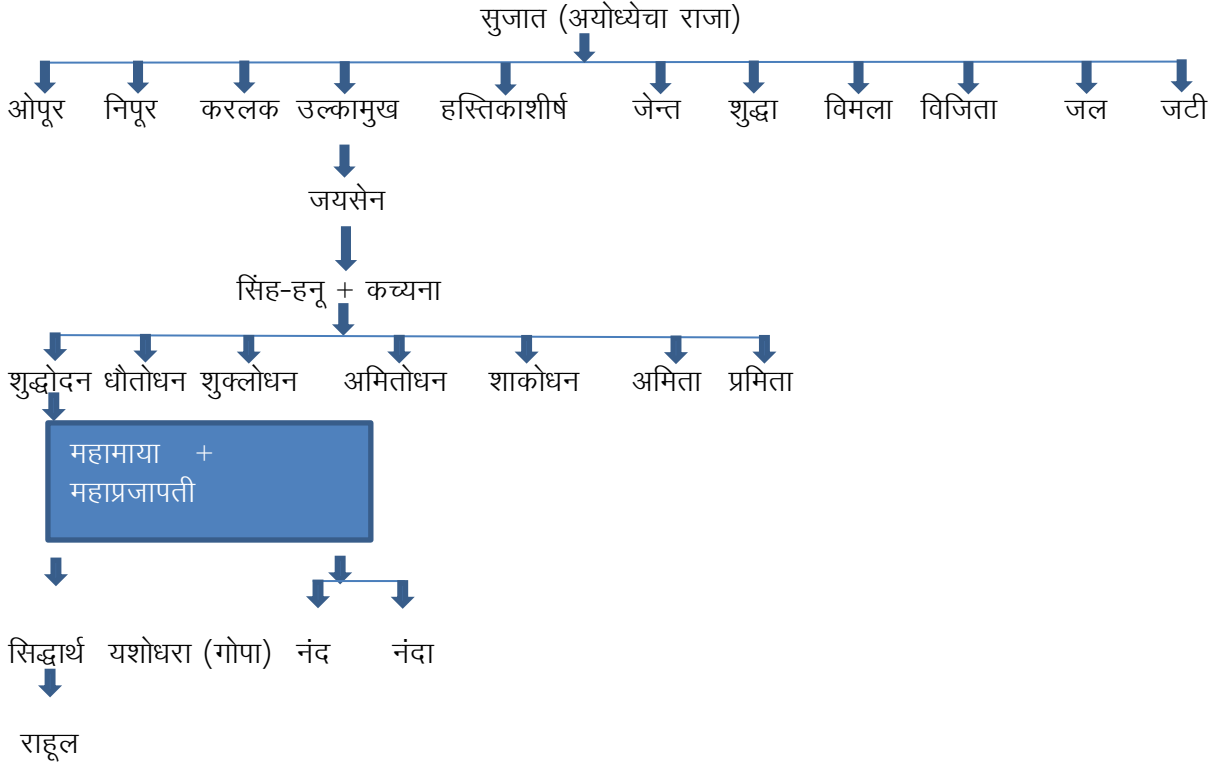 सुजात (अयोध्येचा राजा)
ओपूर निपूर करलक उल्कामुख हस्तिकाशीर्ष जेन्त शुद्धा विमला विजिता जल जटी
जयसेन
सिंह-हनू + कच्यना
शुद्धोदन धौतोधन शुक्लोधन अमितोधन शाकोधन अमिता प्रमिता
महामाया +
महाप्रजापती
सिद्धार्थ यशोधरा (गोपा) नंद नंदा
राहूल